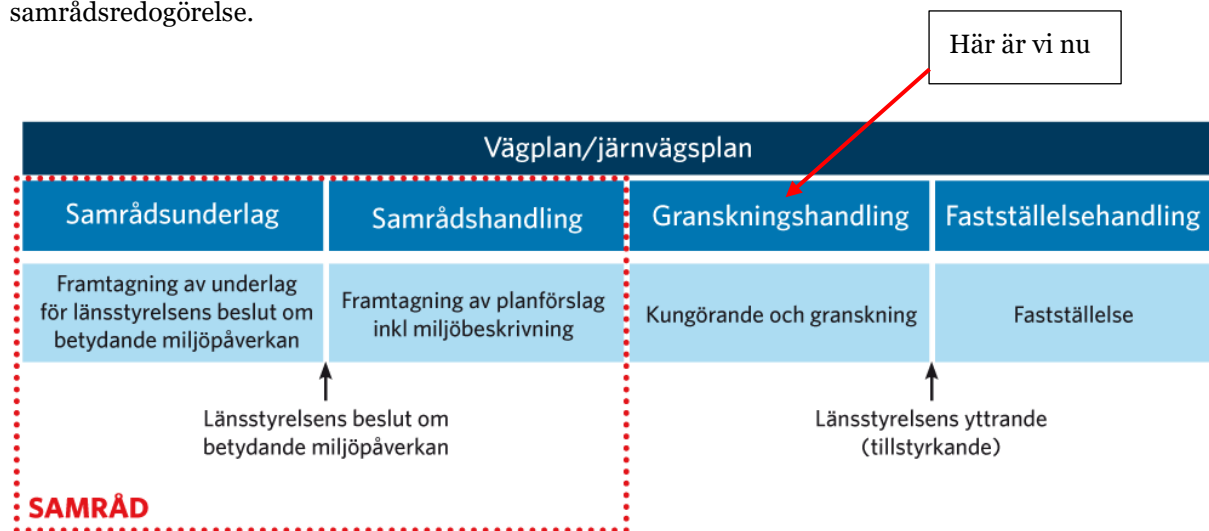 samrådsredogörelse.
Här är vi nu
Vägplan/järnvägsplan
Samrådsunderlag
Samrådshandling
Granskningshandling
Fastställelsehandling
Framtagning av underlag
för länsstyrelsens beslut om
betydande miljöpåverkan
Framtagning av planförslag
inkl miljöbeskrivning
Kungörande och granskning
Fastställelse
Länsstyrelsens beslut om
betydande miljöpåverkan
Länsstyrelsens yttrande
(tillstyrkande)
SAMRÅD